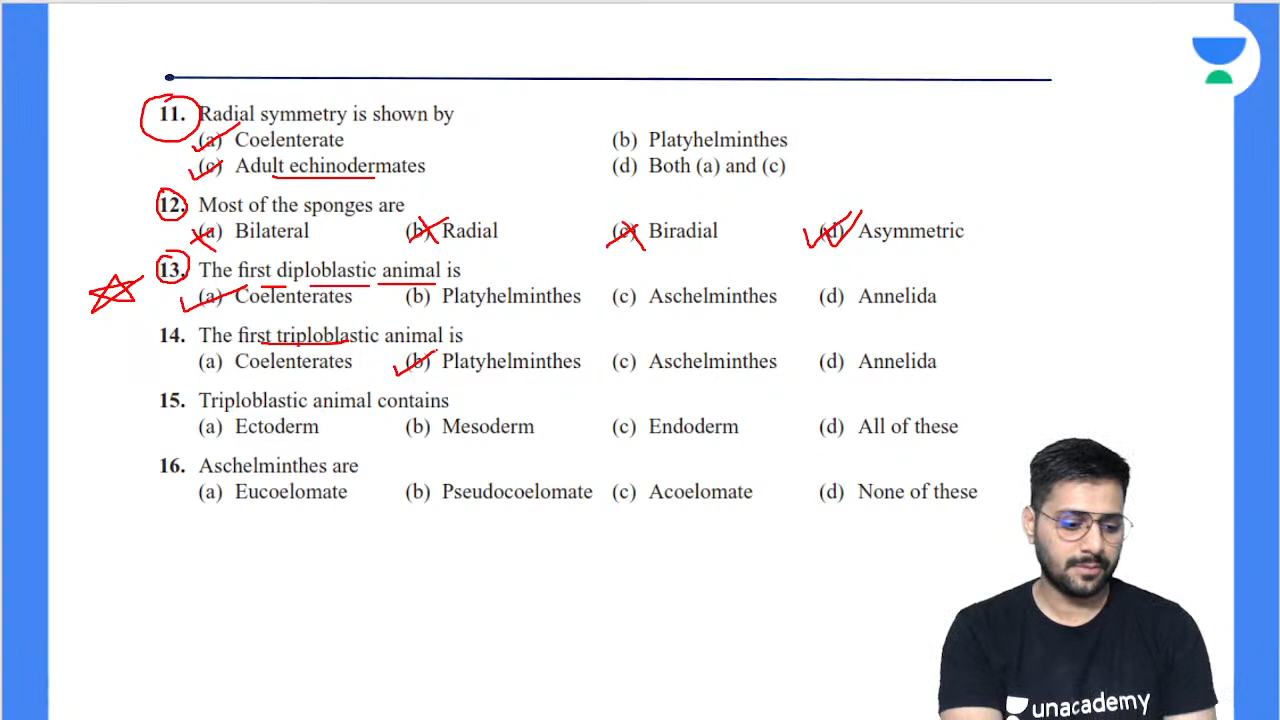 11. Radial symmetry is shown by
(a) Coelenterate (b) Platyhelminthes
(c) Adult echinodermates (d) Both (a) and (c)
12. Most of the sponges are
(a) Bilateral (b) Radial (c) Biradial (d) Asymmetric
13. The first diploblastic animal is
(a) Coelenterates (b) Platyhelminthes (c) Aschelminthes (d) Annelida
14. The first triploblastic animal is
(a) Coelenterates (b) Platyhelminthes (c) Aschelminthes (d) Annelida
15. Triploblastic animal contains
(a) Ectoderm (b) Mesoderm (c) Endoderm (d) All of these
16. Aschelminthes are
(a) Eucoelomate (b) Pseudocoelomate (c) Acoelomate (d) None of these
unacademy